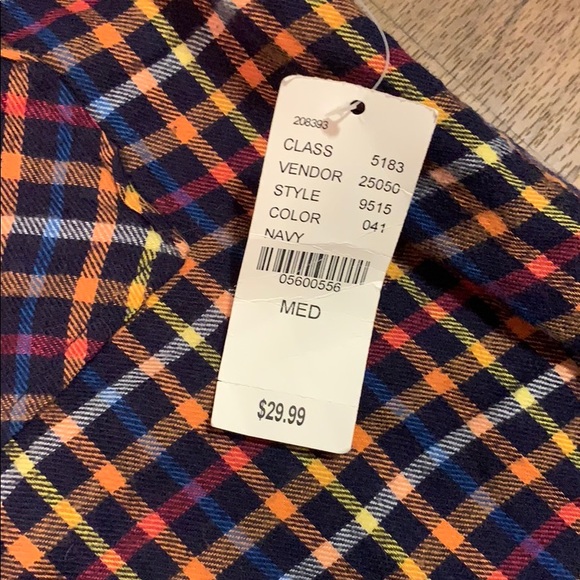 208393
CLASS 5183
VENDOR 25050
STYLE 9515
COLOR 041
NAVY
05600556
MED
$29.99